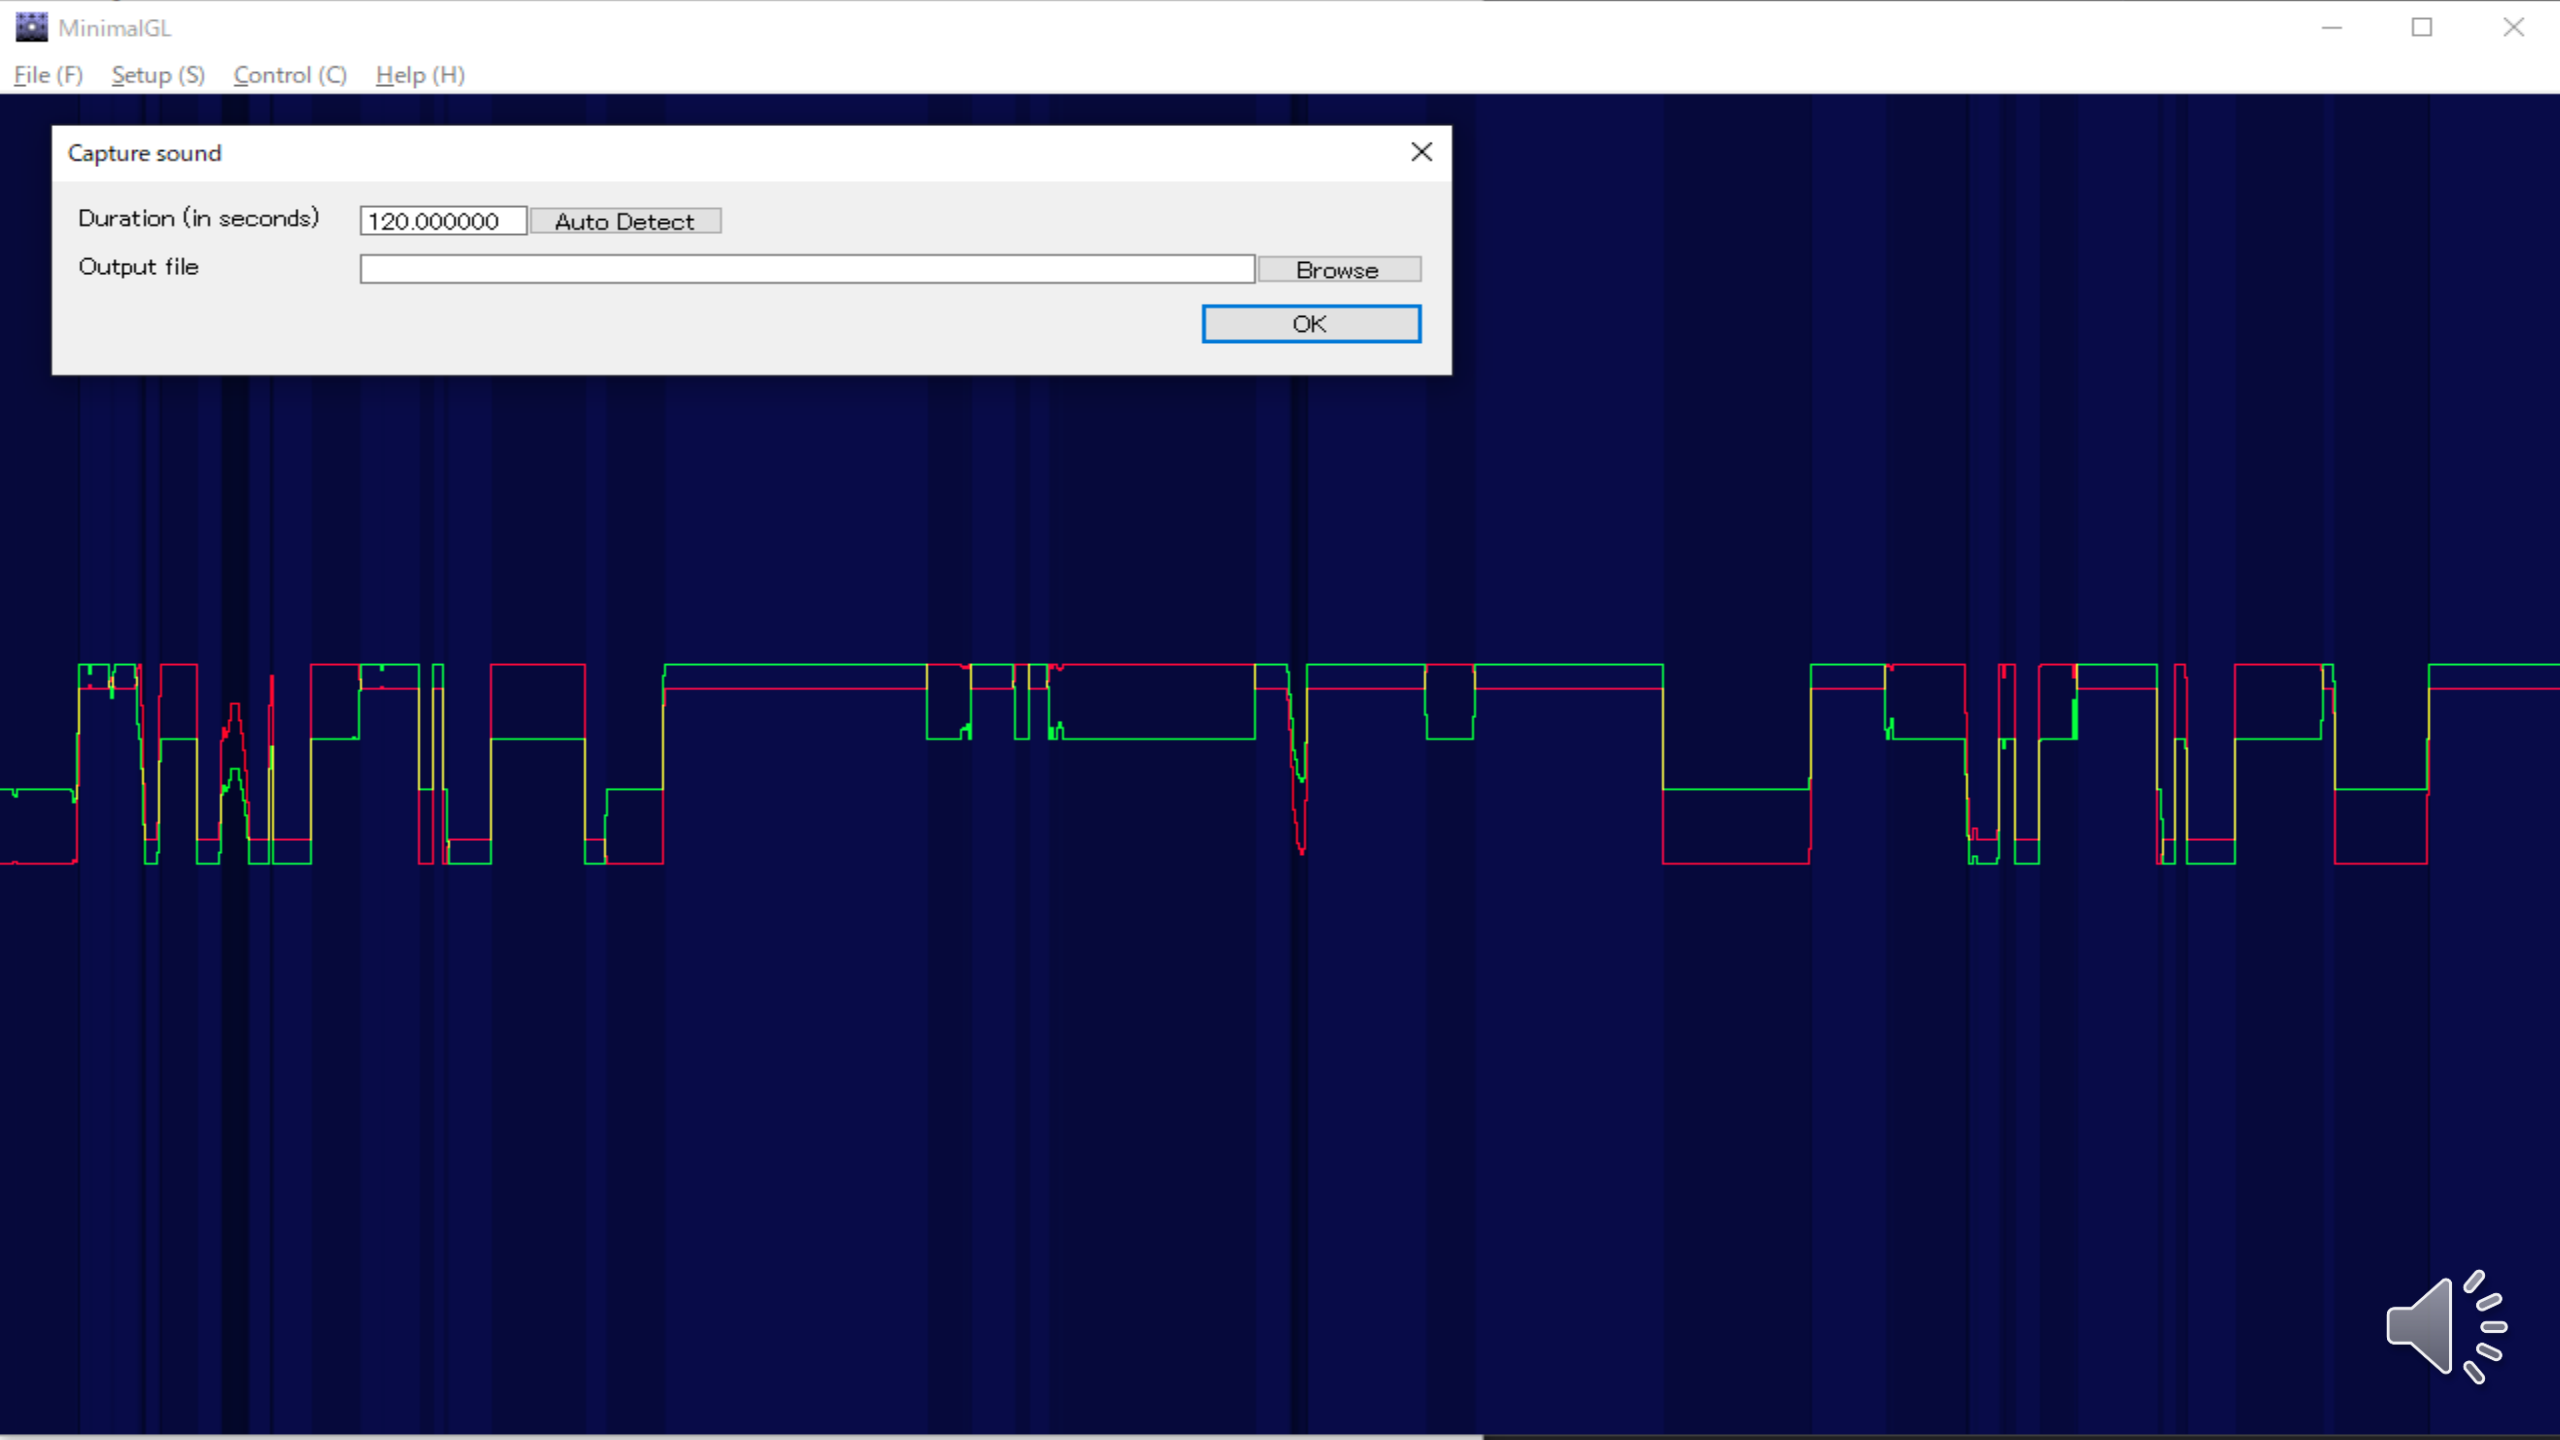 MinimalGL
File (F) Setup (S) Control (C) Help (H)
Capture sound
Duration (in seconds) 120.000000 Auto Detect
Output file Browse
OK